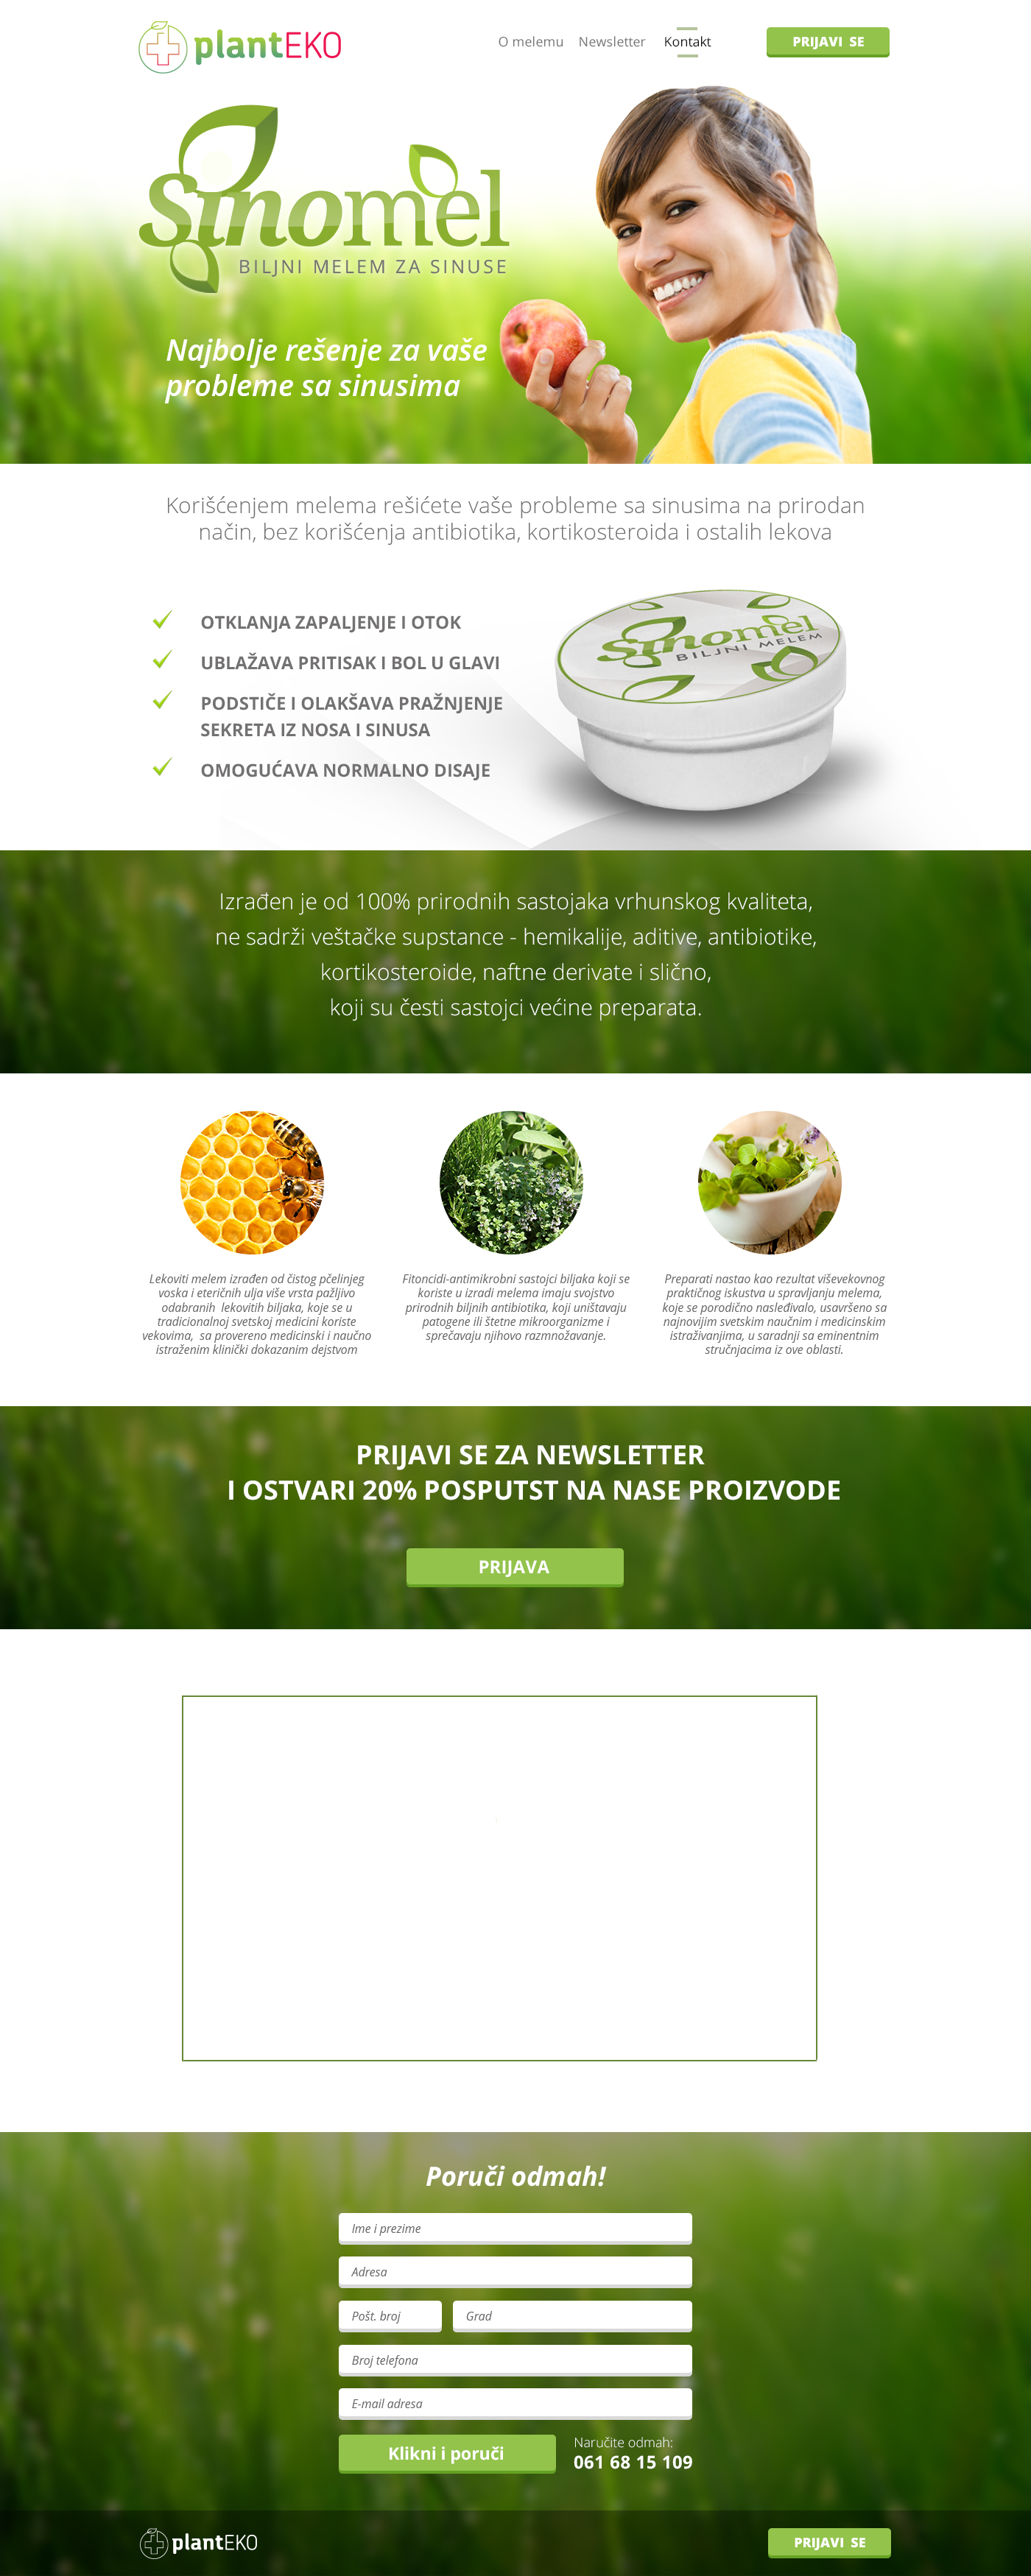 plantEKO
O melemu Newsletter Kontakt
PRIJAVI SE
Sinomel
BILJNI MELEM ZA SINUSE
Najbolje rešenje za vaše
probleme sa sinusima
Korišćenjem melema rešićete vaše probleme sa sinusima na prirodan
način, bez korišćenja antibiotika, kortikosteroida i ostalih lekova
OTKLANJA ZAPALJENJE I OTOK
UBLAŽAVA PRITISAK I BOL U GLAVI
PODSTIČE I OLAKŠAVA PRAŽNJENJE
SEKRETA IZ NOSA I SINUSA
OMOGUĆAVA NORMALNO DISAJE
Sinomel
BILJNI MELEM
Izrađen je od 100% prirodnih sastojaka vrhunskog kvaliteta,
ne sadrži veštačke supstance - hemikalije, aditive, antibiotike,
kortikosteroide, naftne derivate i slično,
koji su česti sastojci većine preparata.
Lekoviti melem izrađen od čistog pčelinjeg
voska i eteričnih ulja više vrsta pažljivo
odabranih lekovitih biljaka, koje se u
tradicionalnoj svetskoj medicini koriste
vekovima, sa provereno medicinski i naučno
istraženim klinički dokazanim dejstvom
Fitoncidi-antimikrobni sastojci biljaka koji se
koriste u izradi melema imaju svojstvo
prirodnih biljnih antibiotika, koji uništavaju
patogene ili štetne mikroorganizme i
sprečavaju njihovo razmnožavanje.
Preparati nastao kao rezultat viševekovnog
praktičnog iskustva u spravljanju melema,
koje se porodično nasleđivalo, usavršeno sa
najnovijim svetskim naučnim i medicinskim
istraživanjima, u saradnji sa eminentnim
stručnjacima iz ove oblasti.
PRIJAVI SE ZA NEWSLETTER
I OSTVARI 20% POSPUTST NA NASE PROIZVODE
PRIJAVA
Poruči odmah!
Ime i prezime
Adresa
Pošt. broj
Grad
Broj telefona
E-mail adresa
Klikni i poruči
Naručite odmah:
061 68 15 109
plantEKO
PRIJAVI SE